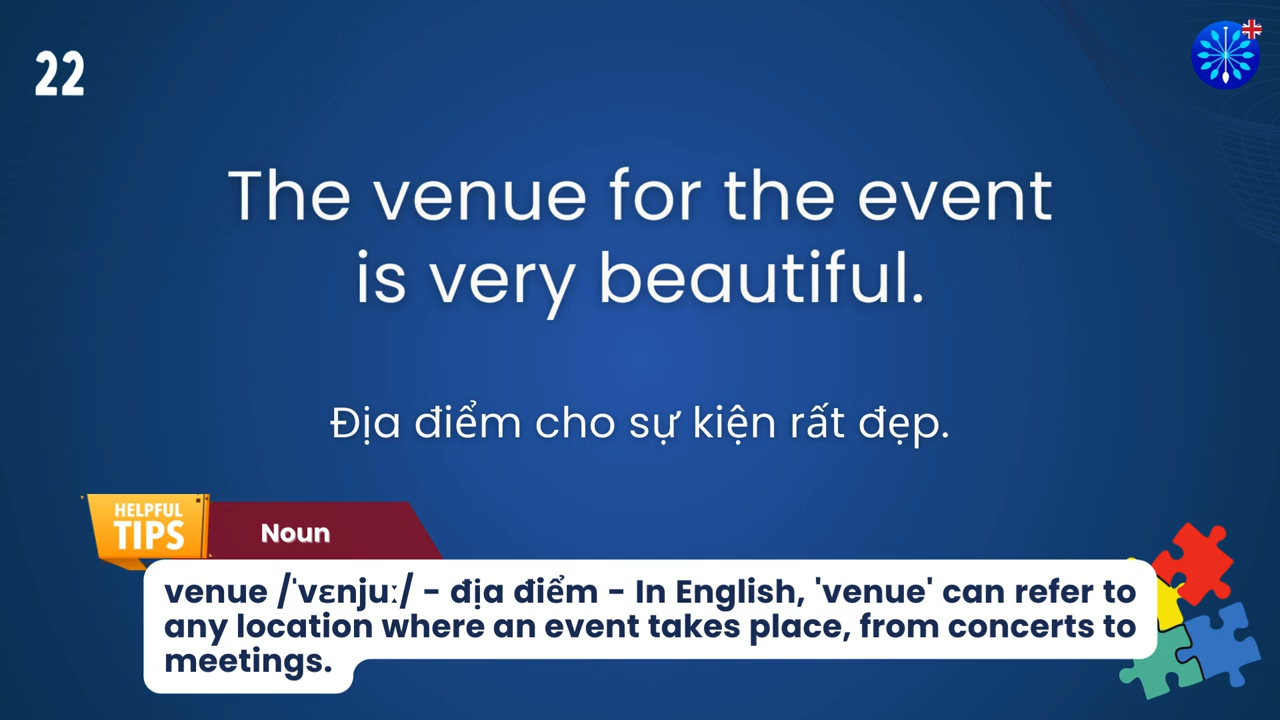 22
The venue for the event
is very beautiful.
Địa điểm cho sự kiện rất đẹp.
HELPFUL
TIPS
Noun
venue /ˈvɛnjuː/ - địa điểm - In English, 'venue' can refer to
any location where an event takes place, from concerts to
meetings.